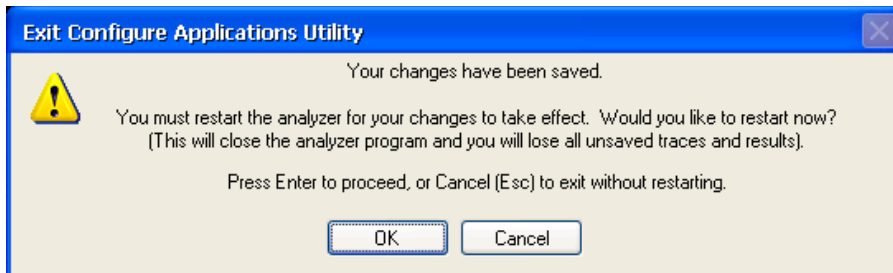 Exit Configure Applications Utility
Your changes have been saved.
You must restart the analyzer for your changes to take effect.  Would you like to restart now?
(This will close the analyzer program and you will lose all unsaved traces and results).
Press Enter to proceed, or Cancel (Esc) to exit without restarting.
OK
Cancel